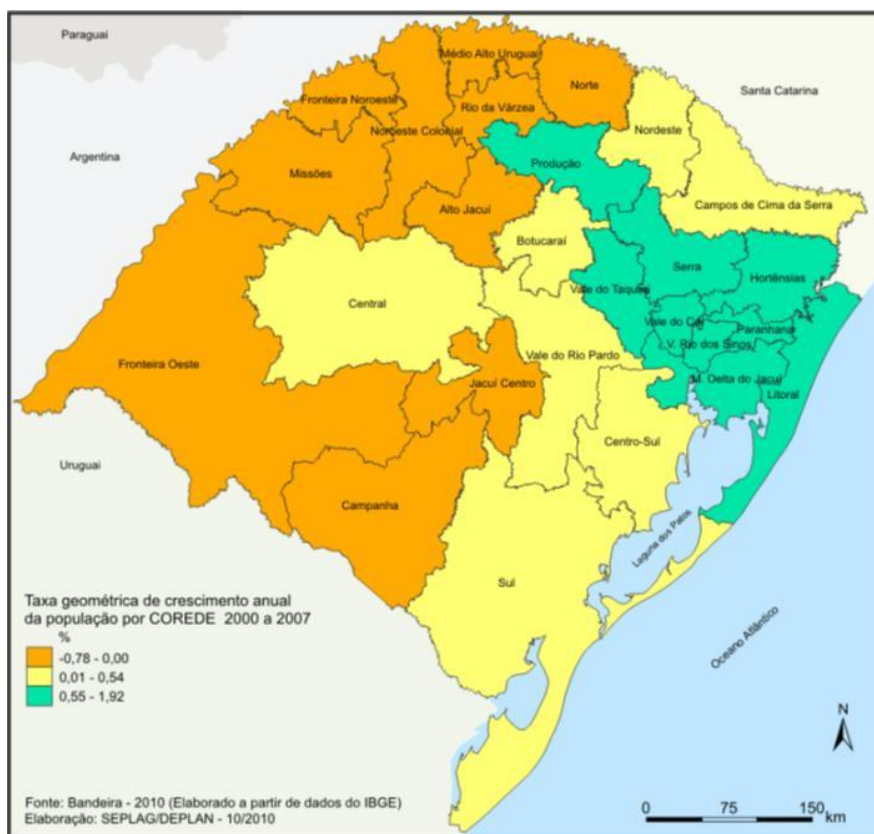 Paraguai
Médio Alto Uruguai
Norte
Santa Catarina
Fronteira Noroeste
Rio da Várzea
Noroeste Colonial
Nordeste
Argentina
Produção
Missões
Campos de Cima da Serra
Alto Jacuí
Botucaraí
Serra
Hortênsias
Vale do Taquari
Central
Vale do Caí
Paranhana
V. Rio dos Sinos
Vale do Rio Pardo
Fronteira Oeste
Jacuí Centro
M. Delta do Jacuí
Litoral
Centro-Sul
Uruguai
Campanha
Laguna dos Patos
Sul
Oceano Atlântico
Taxa geométrica de crescimento anual
da população por COREDE 2000 a 2007
%
-0,78 - 0,00
0,01 - 0,54
0,55 - 1,92
N
Fonte: Bandeira - 2010 (Elaborado a partir de dados do IBGE)
Elaboração: SEPLAG/DEPLAN - 10/2010
0 75 150
km